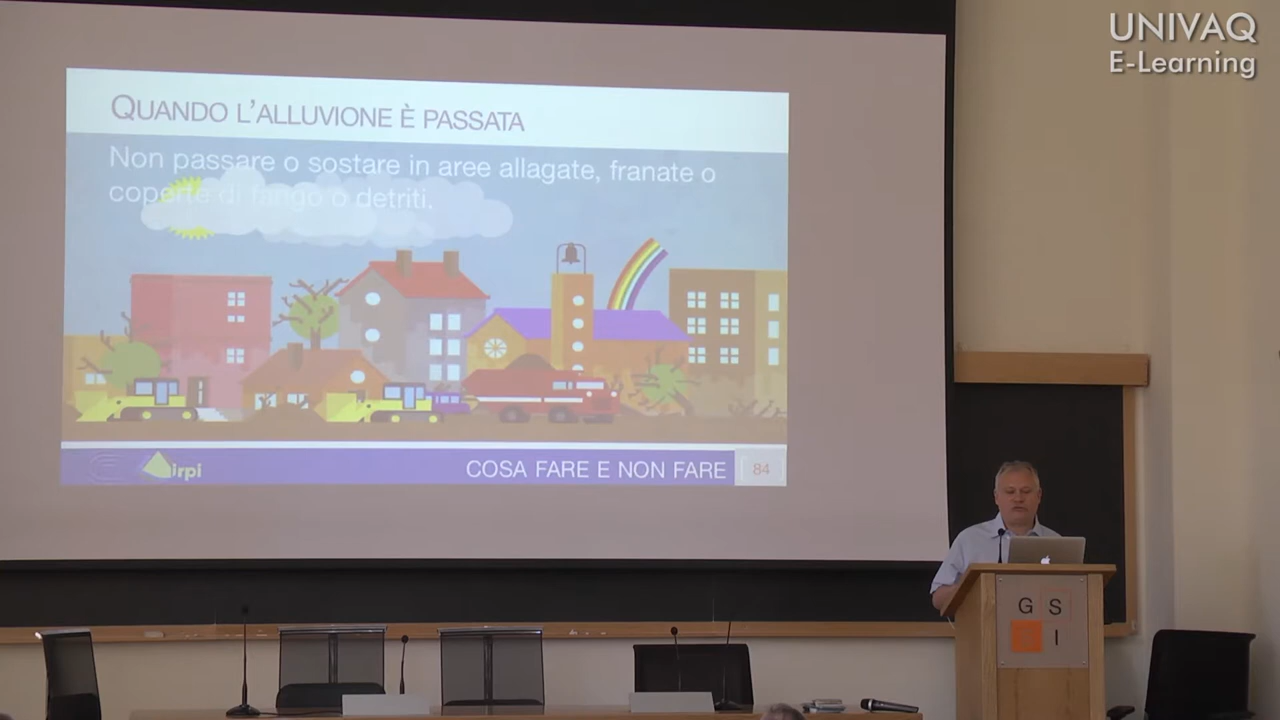 UNIVAQ
E-Learning
QUANDO L'ALLUVIONE È PASSATA
Non passare o sostare in aree allagate, franate o
coperte di fango o detriti.
irpi
COSA FARE E NON FARE
84
G S
I